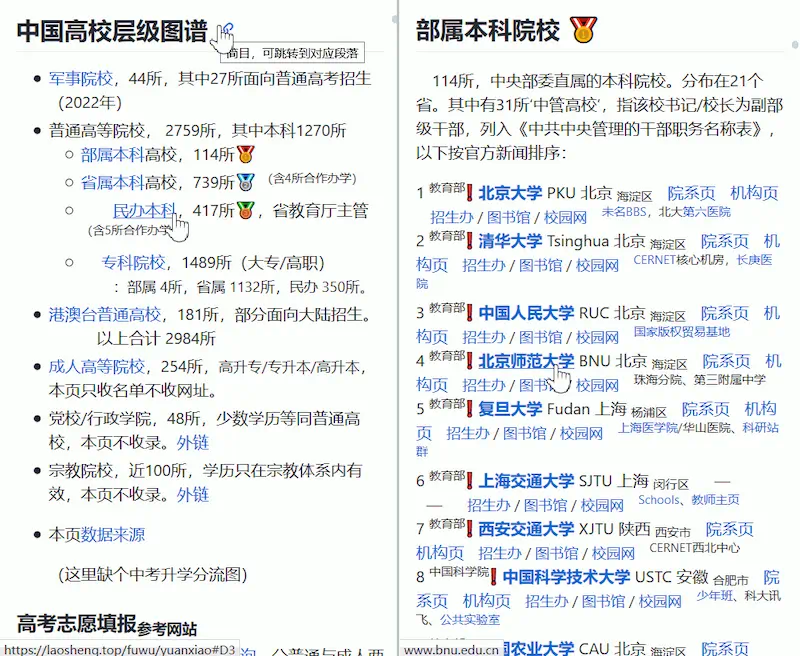 中国高校层级图谱
商目，可跳转到对应段落
军事院校，44所，其中27所面向普通高考招生
（2022年）
普通高等院校， 2759所，其中本科1270所
部属本科高校，114所
省属本科高校，739所 (含4所合作办学)
民办本科，417所，省教育厅主管
(含5所合作办学
专科院校，1489所（大专/高职）
：部属 4所，省属 1132所，民办 350所。
港澳台普通高校，181所，部分面向大陆招生。
以上合计 2984所
成人高等院校，254所，高升专/专升本/高升本，
本页只收名单不收网址。
党校/行政学院，48所，少数学历等同普通高
校，本页不收录。外链
宗教院校，近100所，学历只在宗教体系内有
效，本页不收录。外链
本页数据来源
（这里缺个中考升学分流图）
高考志愿填报参考网站
https://laosheng.top/fuwu/yuanxiao#D3
部属本科院校
114所，中央部委直属的本科院校。分布在21个
省。其中有31所‘中管高校’，指该校书记/校长为副部
级干部，列入《中共中央管理的干部职务名称表》，
以下按官方新闻排序：
1 教育部❗北京大学 PKU 北京 海淀区 院系页 机构页
招生办 / 图书馆 / 校园网 未名BBS，北大第六医院
2 教育部❗清华大学 Tsinghua 北京 海淀区 院系页 机
构页 招生办 / 图书馆 / 校园网 CERNET核心机房，长庚医
院
3 教育部❗中国人民大学 RUC 北京 海淀区 院系页 机
构页 招生办 / 图书馆 / 校园网 国家版权贸易基地
4 教育部❗北京师范大学 BNU 北京 海淀区 院系页 机
构页 招生办 / 图书馆 / 校园网 珠海分院、第三附属中学
5 教育部❗复旦大学 Fudan 上海 杨浦区 院系页 机构
页 招生办 / 图书馆 / 校园网 上海医学院/华山医院、科研站
群
6 教育部❗上海交通大学 SJTU 上海 闵行区 —
— 招生办 / 图书馆 / 校园网 Schools、教师主页
7 教育部❗西安交通大学 XJTU 陕西 西安市 院系页
机构页 招生办 / 图书馆 / 校园网 CERNET西北中心
8 中国科学院❗中国科学技术大学 USTC 安徽 合肥市 院
系页 机构页 招生办 / 图书馆 / 校园网 少年班、科大讯
飞、公共实验室
国农业大学 CAU 北京 海淀区 院系页
www.bnu.edu.cn